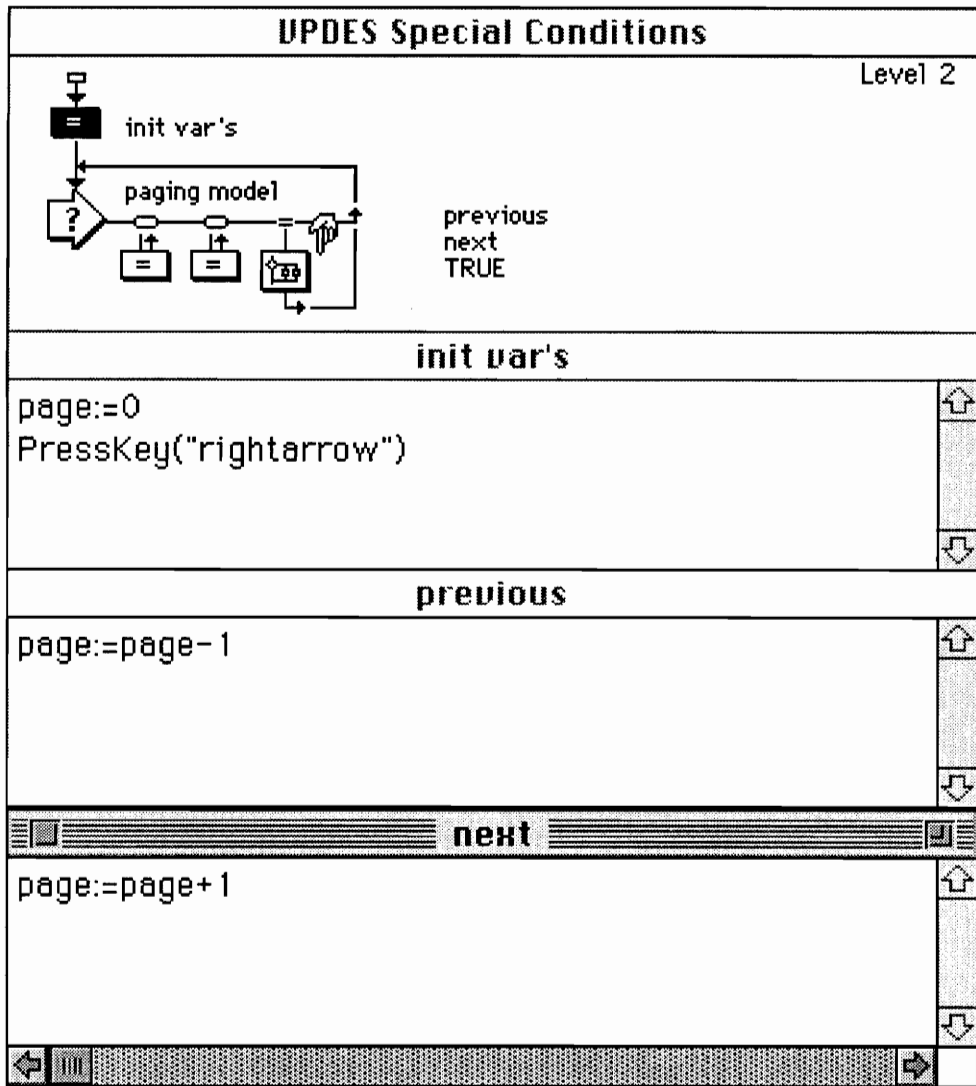 VPDES Special Conditions
Level 2
=
init var's
paging model
?
=
=
=
previous
next
TRUE
init var's
page:=0
PressKey("rightarrow")
previous
page:=page-1
next
page:=page+1